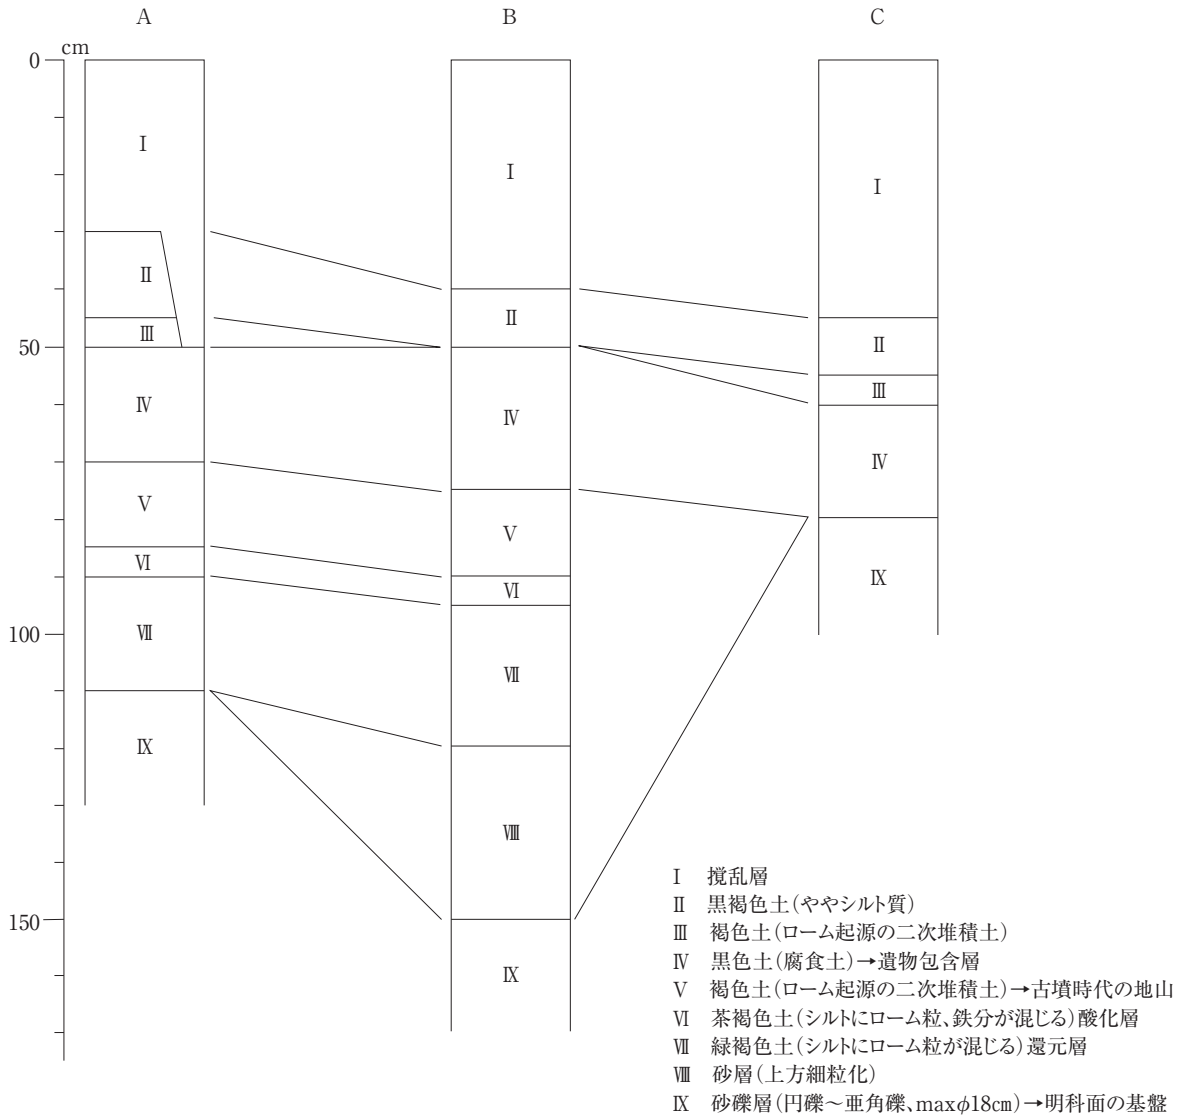 A B C
cm
0
50
100
150
Ⅰ
Ⅱ
Ⅲ
Ⅳ
Ⅴ
Ⅵ
Ⅶ
Ⅸ
Ⅰ
Ⅱ
Ⅳ
Ⅴ
Ⅵ
Ⅶ
Ⅷ
Ⅸ
Ⅰ
Ⅱ
Ⅲ
Ⅳ
Ⅸ
Ⅰ 撹乱層
Ⅱ 黒褐色土(ややシルト質)
Ⅲ 褐色土(ローム起源の二次堆積土)
Ⅳ 黒色土(腐食土)→遺物包含層
Ⅴ 褐色土(ローム起源の二次堆積土)→古墳時代の地山
Ⅵ 茶褐色土(シルトにローム粒、鉄分が混じる)酸化層
Ⅶ 緑褐色土(シルトにローム粒が混じる)還元層
Ⅷ 砂層(上方細粒化)
Ⅸ 砂礫層(円礫～亜角礫、maxφ18㎝)→明科面の基盤